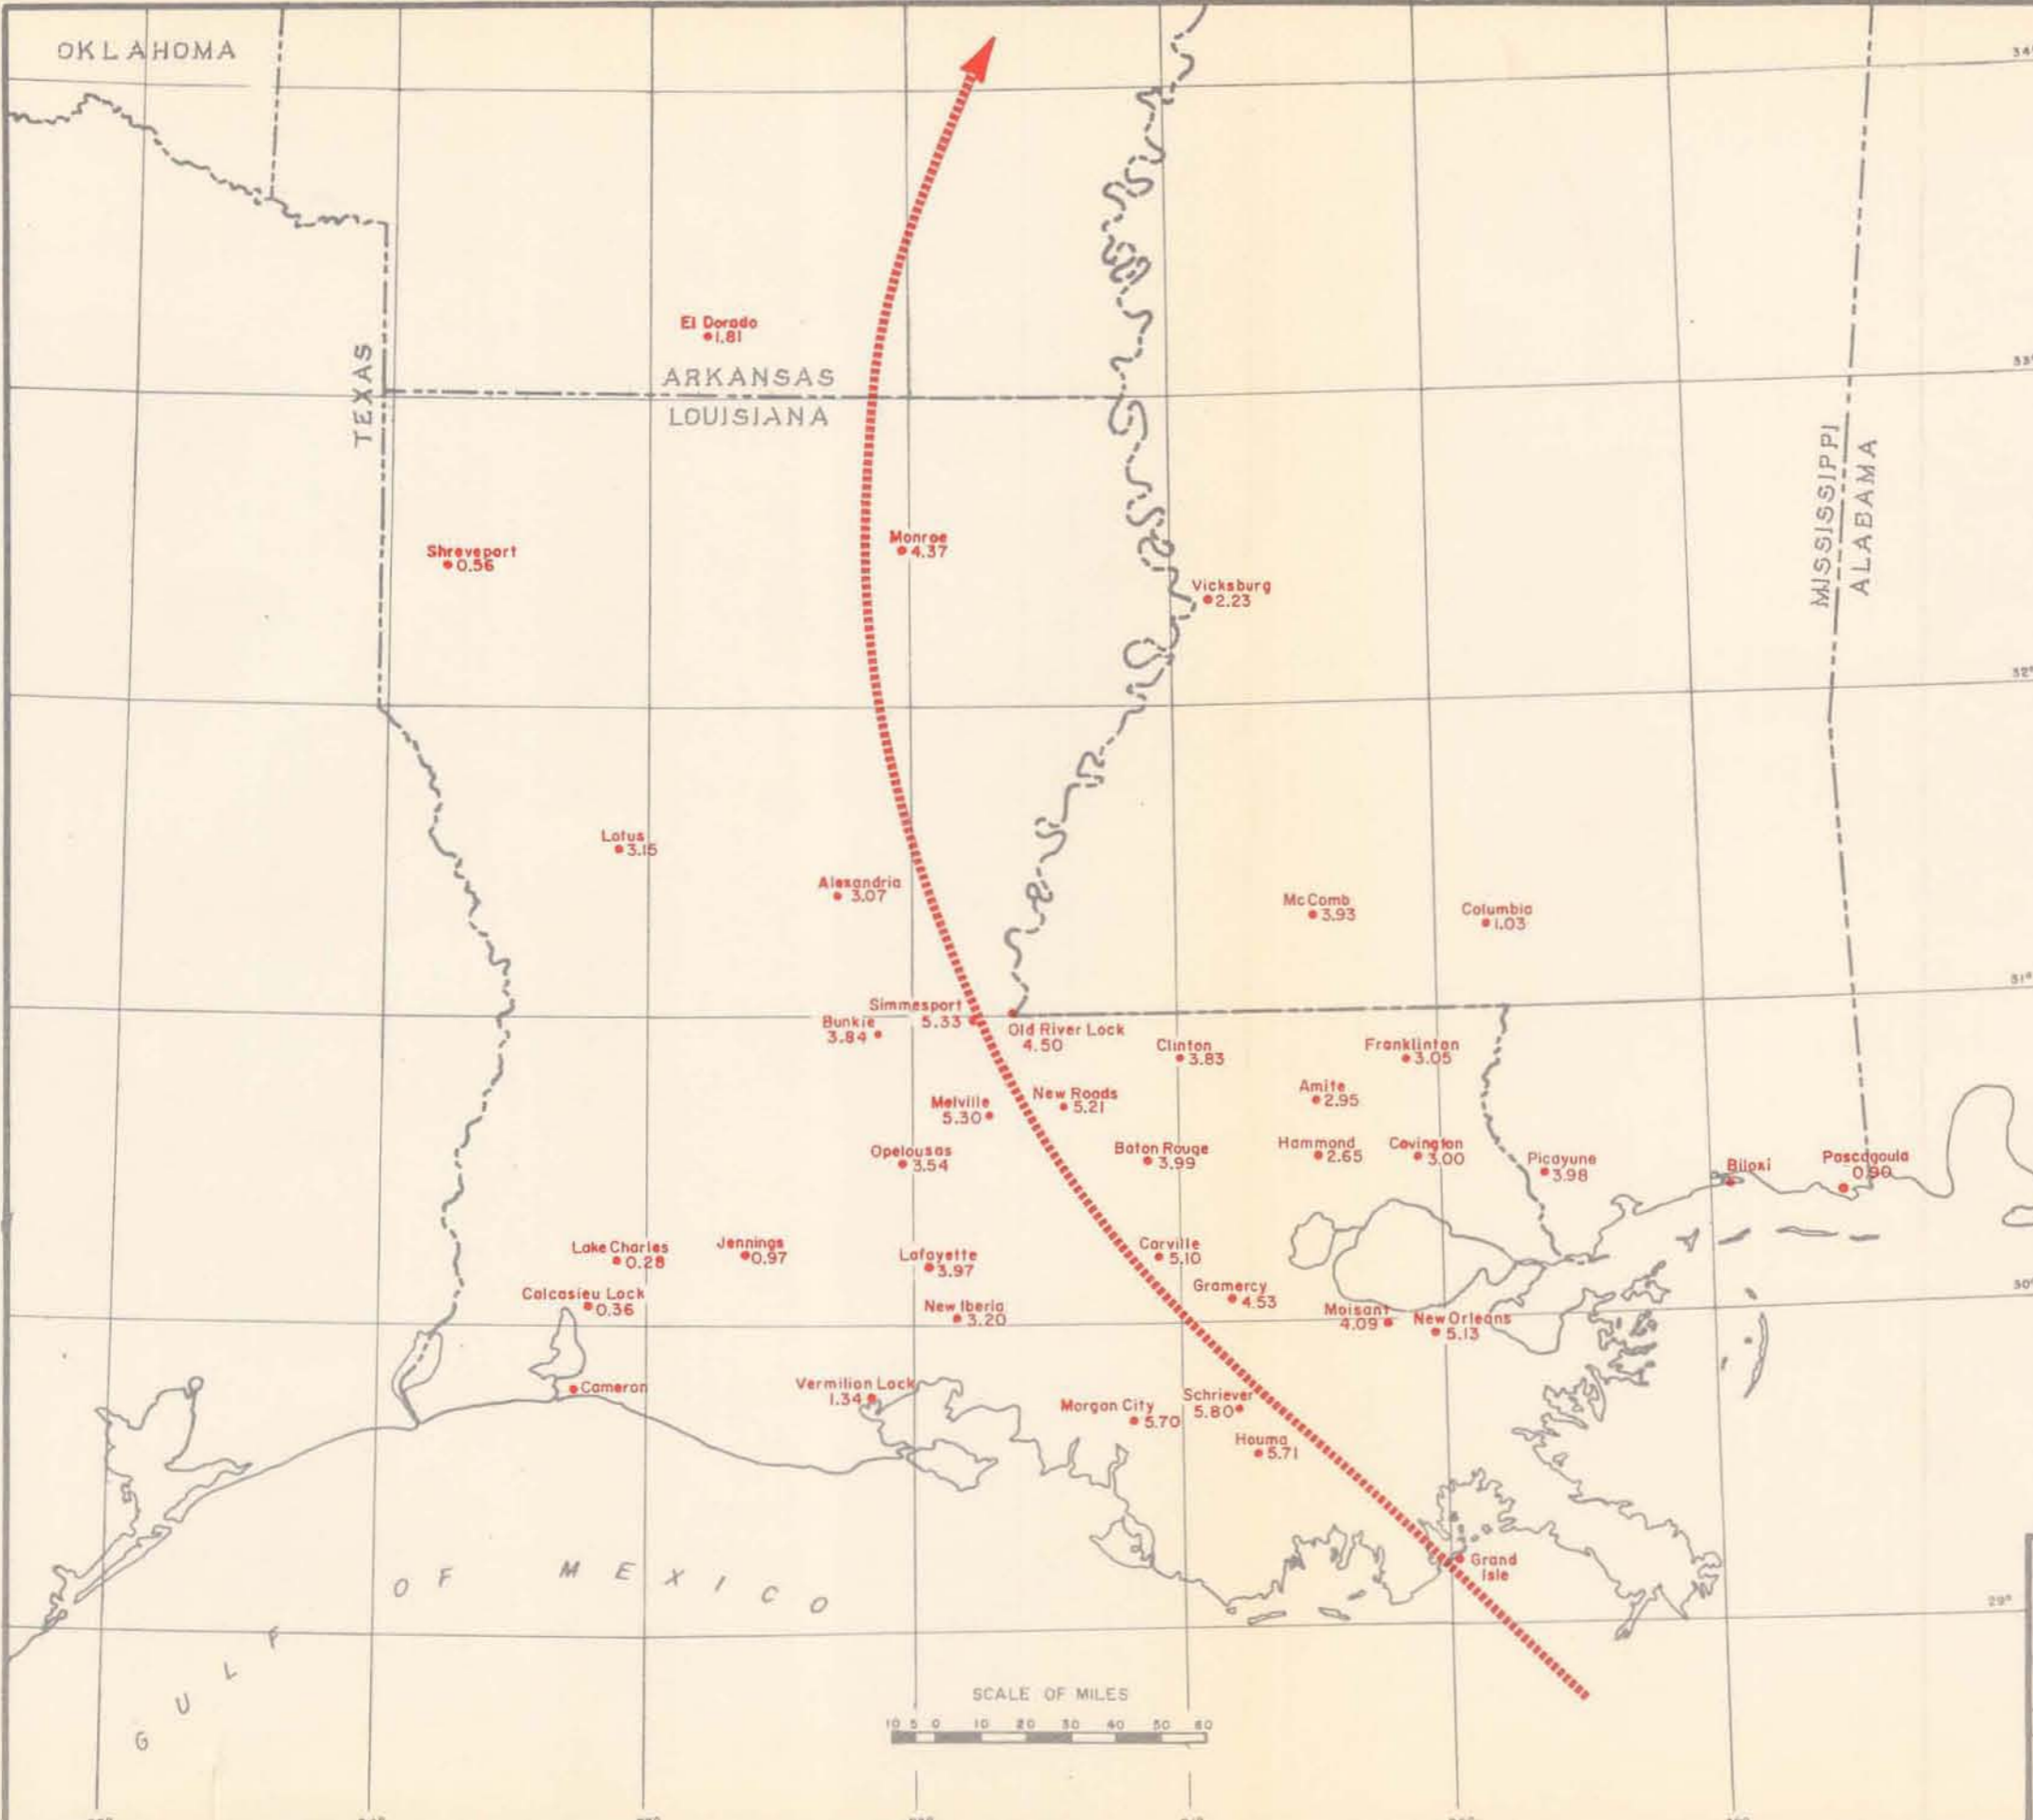 OKLAHOMA
34°
El Dorado
1.81
TEXAS
ARKANSAS
LOUISIANA
33°
MISSISSIPPI
ALABAMA
Monroe
4.37
Shreveport
0.56
Vicksburg
2.23
32°
Lotus
3.15
Alexandria
3.07
McComb
3.93
Columbia
1.03
31°
Simmesport
5.33
Bunkie
3.84
Old River Lock
4.50
Clinton
3.83
Franklinton
3.05
Amite
2.95
Melville
5.30
New Roads
5.21
Opelousas
3.54
Baton Rouge
3.99
Hammond
2.65
Covington
3.00
Picayune
3.98
Biloxi
Pascagoula
0.90
Lake Charles
0.28
Jennings
0.97
Lafayette
3.97
Carville
5.10
Calcasieu Lock
0.36
New Iberia
3.20
Gramercy
4.53
Moisant
4.09
New Orleans
5.13
30°
Cameron
Vermilion Lock
1.34
Morgan City
5.70
Schriever
5.80
Houma
5.71
Grand
Isle
29°
GULF OF MEXICO
SCALE OF MILES
10 5 0 10 20 30 40 50 60